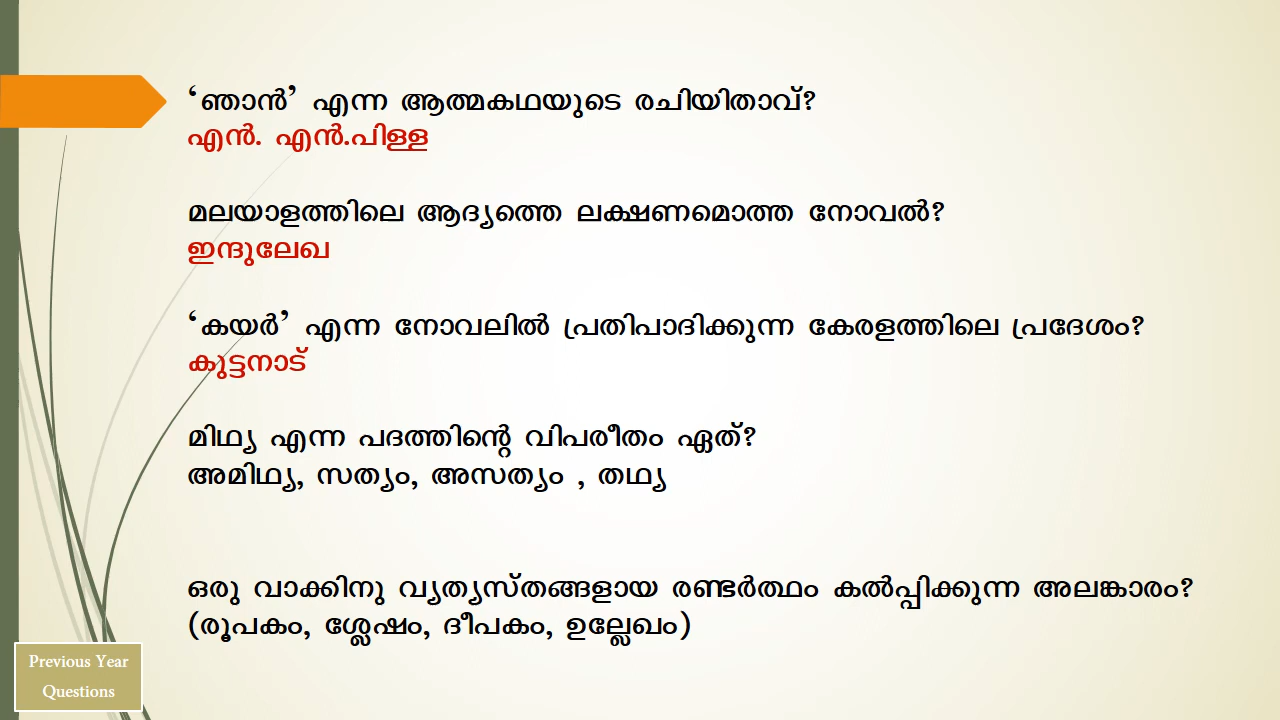 ‘ഞാൻ’ എന്ന ആത്മകഥയുടെ രചിയിതാവ്?
എൻ. എൻ.പിള്ള
മലയാളത്തിലെ ആദ്യത്തെ ലക്ഷണമൊത്ത നോവൽ?
ഇന്ദുലേഖ
‘കയർ’ എന്ന നോവലിൽ പ്രതിപാദിക്കുന്ന കേരളത്തിലെ പ്രദേശം?
കുട്ടനാട്
മിഥ്യ എന്ന പദത്തിന്റെ വിപരീതം ഏത്?
അമിഥ്യ, സത്യം, അസത്യം , തഥ്യ
ഒരു വാക്കിനു വ്യത്യസ്തങ്ങളായ രണ്ടർത്ഥം കൽപ്പിക്കുന്ന അലങ്കാരം?
(രൂപകം, ശ്ലേഷം, ദീപകം, ഉല്ലേഖം)
Previous Year
Questions